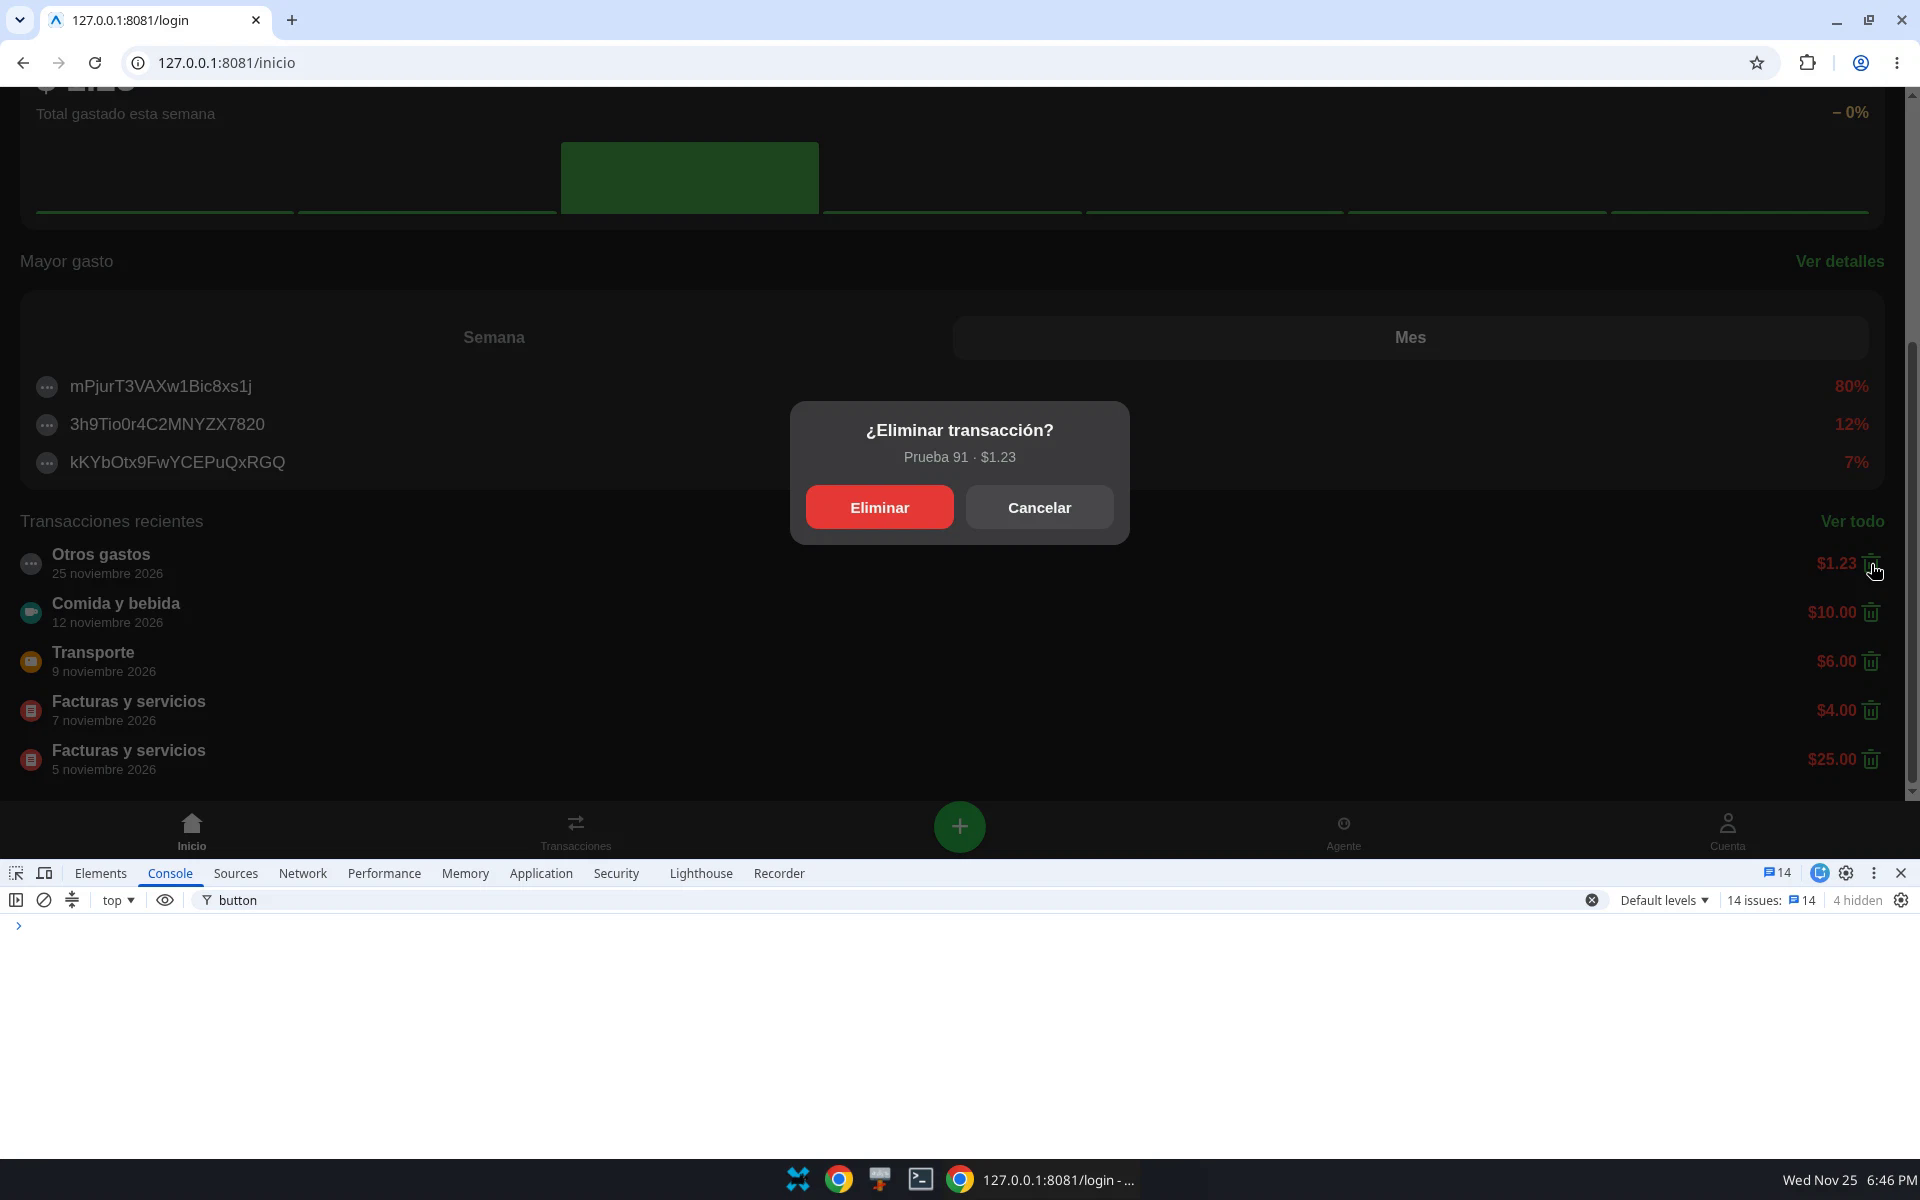 127.0.0.1:8081/login
127.0.0.1:8081/inicio
Total gastado esta semana
– 0%
Mayor gasto
Ver detalles
Semana
Mes
mPjurT3VAXw1Bic8xs1j
80%
3h9Tio0r4C2MNYZX7820
12%
kKYbOtx9FwYCEPuQxRGQ
7%
¿Eliminar transacción?
Prueba 91 · $1.23
Eliminar
Cancelar
Transacciones recientes
Ver todo
Otros gastos
25 noviembre 2026
$1.23
Comida y bebida
12 noviembre 2026
$10.00
Transporte
9 noviembre 2026
$6.00
Facturas y servicios
7 noviembre 2026
$4.00
Facturas y servicios
5 noviembre 2026
$25.00
Inicio
Transacciones
Agente
Cuenta
Elements
Console
Sources
Network
Performance
Memory
Application
Security
Lighthouse
Recorder
14
top
button
Default levels
14 issues:
14
4 hidden
127.0.0.1:8081/login - ...
Wed Nov 25 6:46 PM